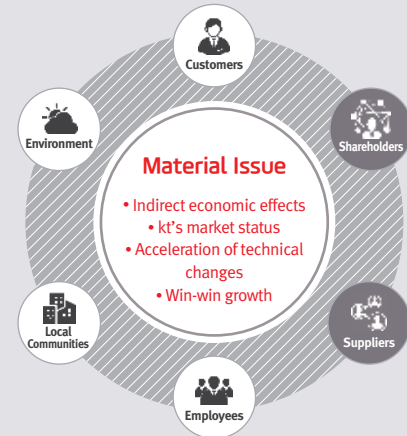 Customers
Environment
Shareholders
Material Issue
• Indirect economic effects
• kt's market status
• Acceleration of technical
changes
• Win-win growth
Local
Communities
Suppliers
Employees